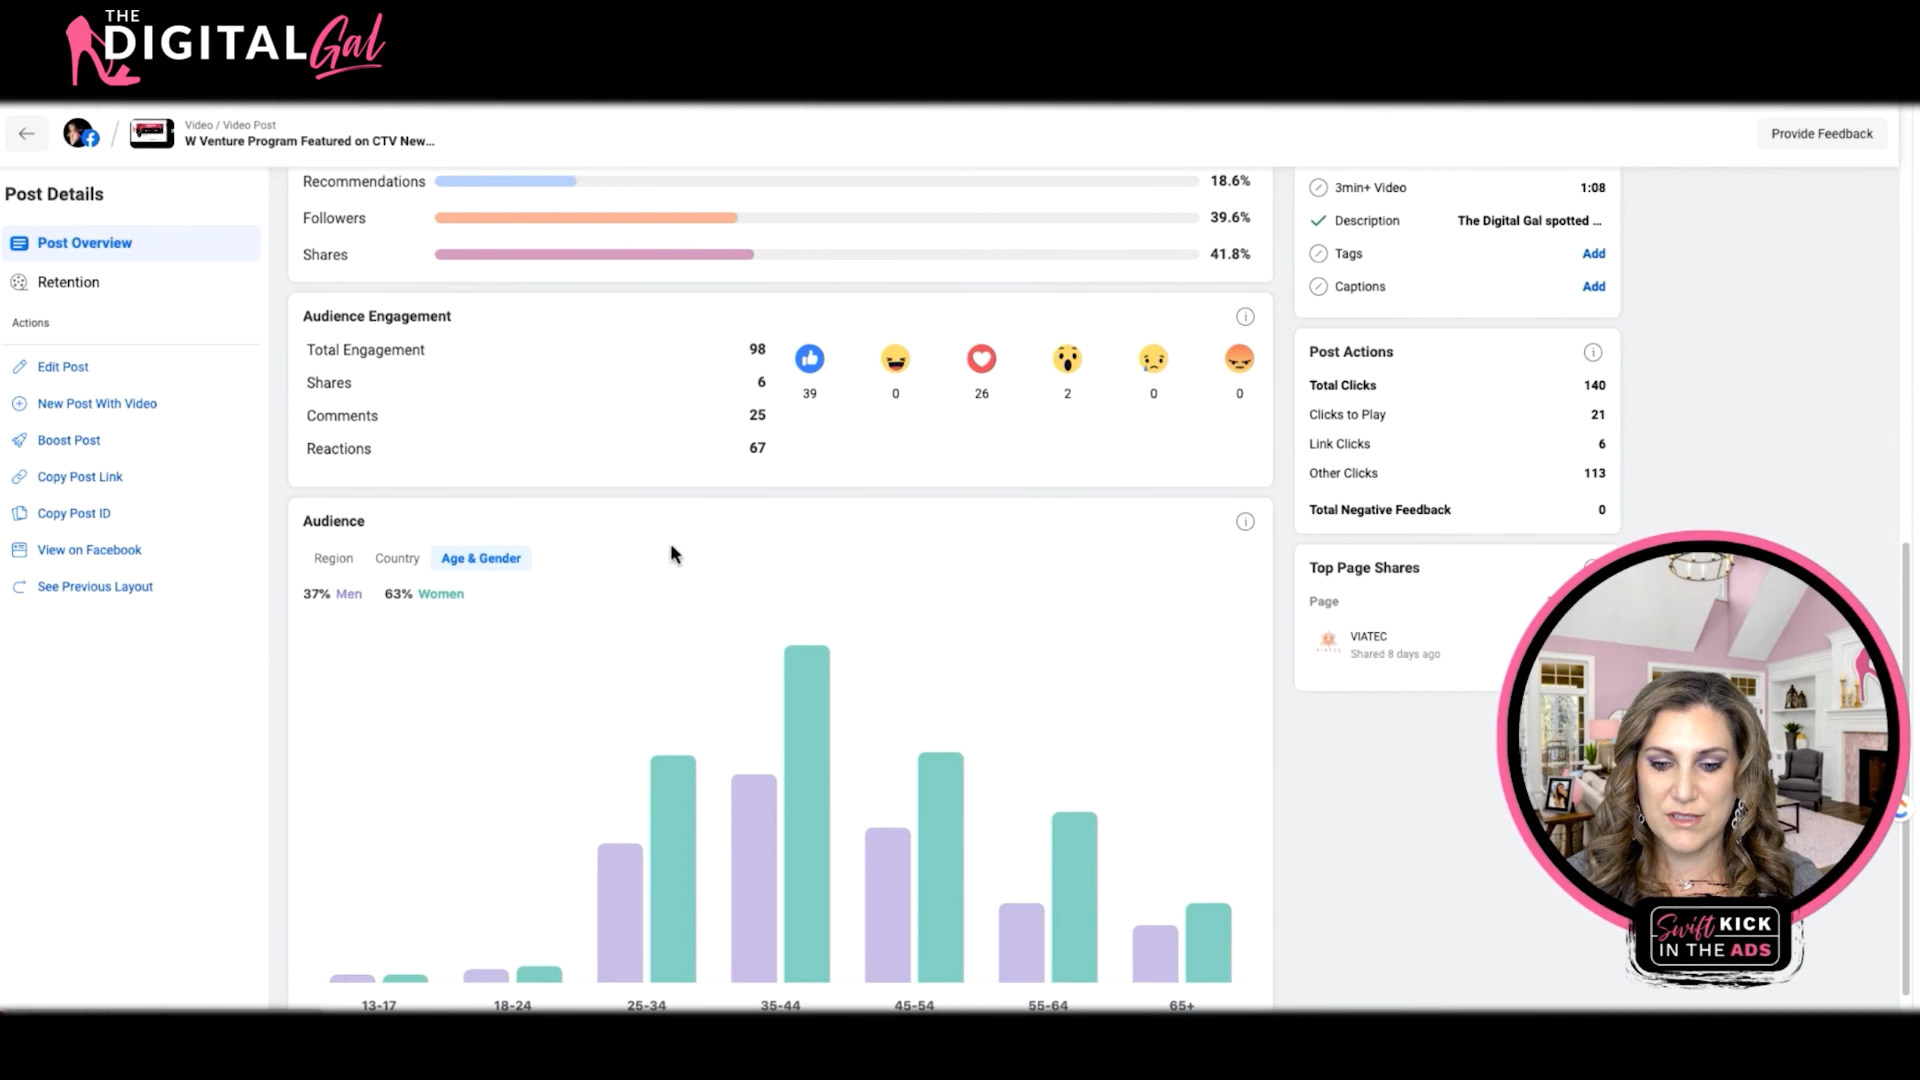 THE
DIGITAL Gal
Video / Video Post
W Venture Program Featured on CTV New...
Provide Feedback
Post Details
Post Overview
Retention
Actions
Edit Post
New Post With Video
Boost Post
Copy Post Link
Copy Post ID
View on Facebook
See Previous Layout
Recommendations 18.6%
Followers 39.6%
Shares 41.8%
Audience Engagement
Total Engagement 98
Shares 6
Comments 25
Reactions 67
39 0 26 2 0 0
Audience
Region Country Age & Gender
37% Men 63% Women
13-17 18-24 25-34 35-44 45-54 55-64 65+
3min+ Video 1:08
Description The Digital Gal spotted ...
Tags Add
Captions Add
Post Actions
Total Clicks 140
Clicks to Play 21
Link Clicks 6
Other Clicks 113
Total Negative Feedback 0
Top Page Shares
Page
VIATEC
Shared 8 days ago
Swift KICK
IN THE ADS